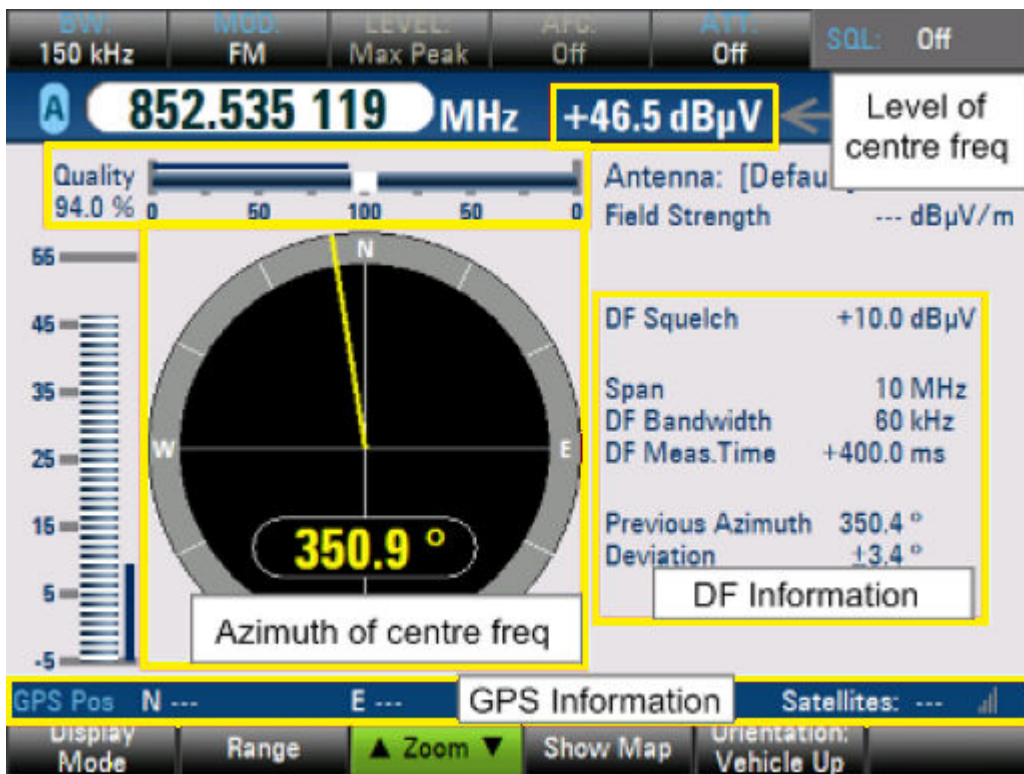 BW: MOD: LEVEL: AFC: ATT: SQL: Off
150 kHz FM Max Peak Off Off
A 852.535 119 MHz +46.5 dBµV
Level of
centre freq
Quality
94.0 %
0 50 100 50 0
Antenna: [Defau
Field Strength --- dBµV/m
55
45
35
25
15
5
-5
N
W
E
350.9 °
Azimuth of centre freq
DF Squelch +10.0 dBµV
Span 10 MHz
DF Bandwidth 60 kHz
DF Meas.Time +400.0 ms
Previous Azimuth 350.4 °
Deviation ±3.4 °
DF Information
GPS Pos N --- E --- GPS Information Satellites: ---
Display Mode
Range
▲ Zoom ▼
Show Map
Orientation:
Vehicle Up